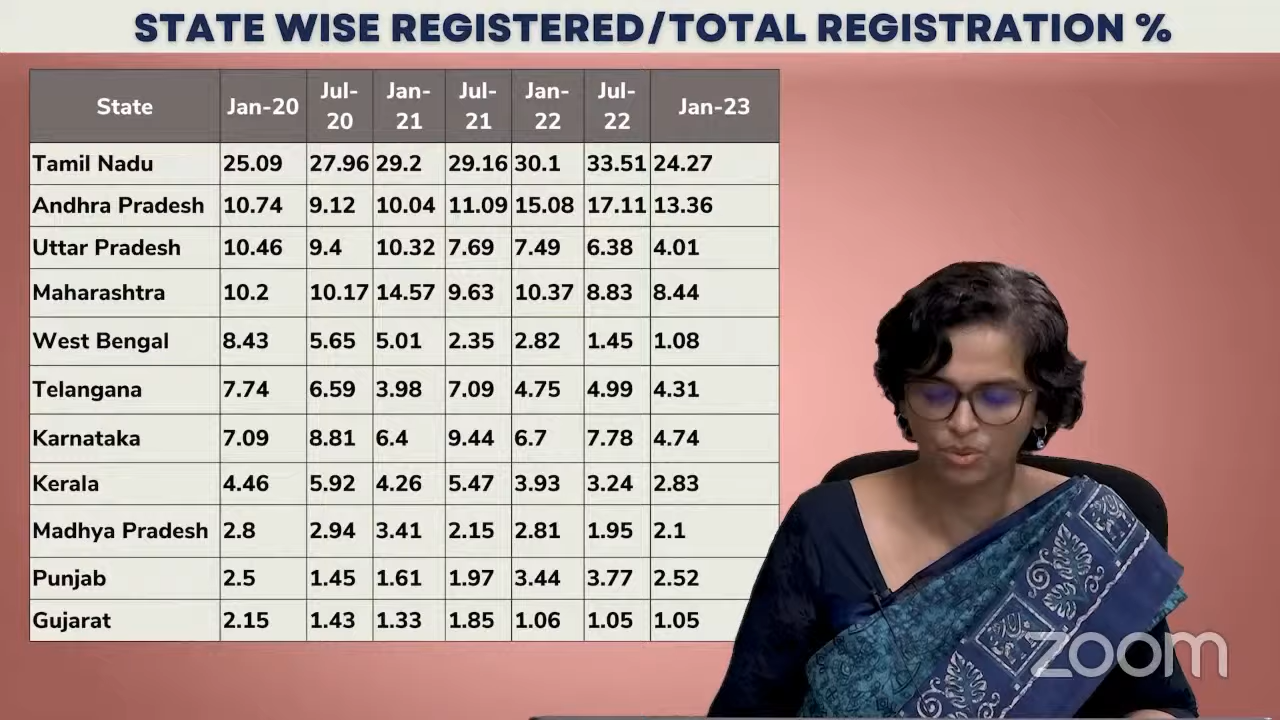 STATE WISE REGISTERED/TOTAL REGISTRATION %
State Jan-20 Jul-20 Jan-21 Jul-21 Jan-22 Jul-22 Jan-23
Tamil Nadu 25.09 27.96 29.2 29.16 30.1 33.51 24.27
Andhra Pradesh 10.74 9.12 10.04 11.09 15.08 17.11 13.36
Uttar Pradesh 10.46 9.4 10.32 7.69 7.49 6.38 4.01
Maharashtra 10.2 10.17 14.57 9.63 10.37 8.83 8.44
West Bengal 8.43 5.65 5.01 2.35 2.82 1.45 1.08
Telangana 7.74 6.59 3.98 7.09 4.75 4.99 4.31
Karnataka 7.09 8.81 6.4 9.44 6.7 7.78 4.74
Kerala 4.46 5.92 4.26 5.47 3.93 3.24 2.83
Madhya Pradesh 2.8 2.94 3.41 2.15 2.81 1.95 2.1
Punjab 2.5 1.45 1.61 1.97 3.44 3.77 2.52
Gujarat 2.15 1.43 1.33 1.85 1.06 1.05 1.05
zoom